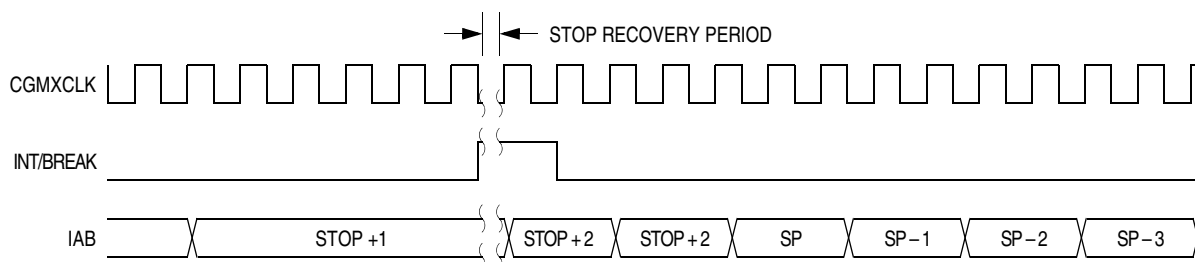 STOP RECOVERY PERIOD
CGMXCLK
INT/BREAK
IAB STOP +1 STOP + 2 STOP + 2 SP SP – 1 SP – 2 SP – 3